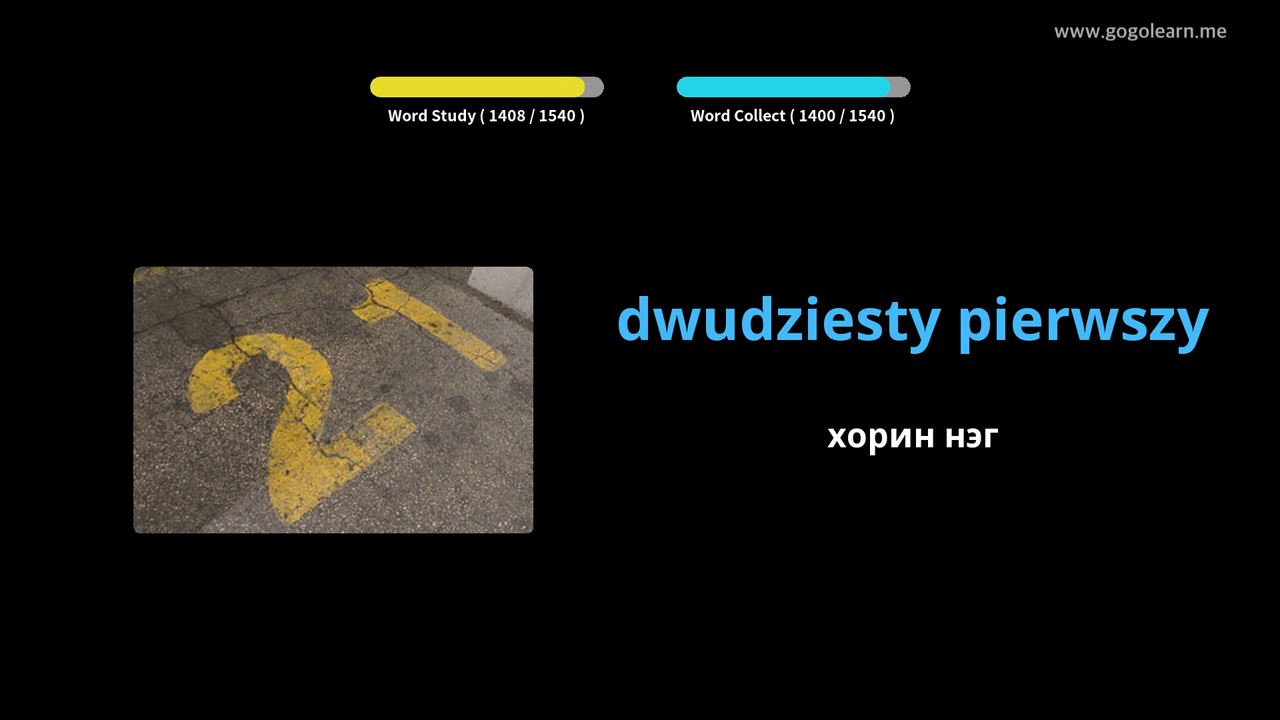 www.gogolearn.me
Word Study ( 1408 / 1540 )
Word Collect ( 1400 / 1540 )
21
dwudziesty pierwszy
хорин нэг